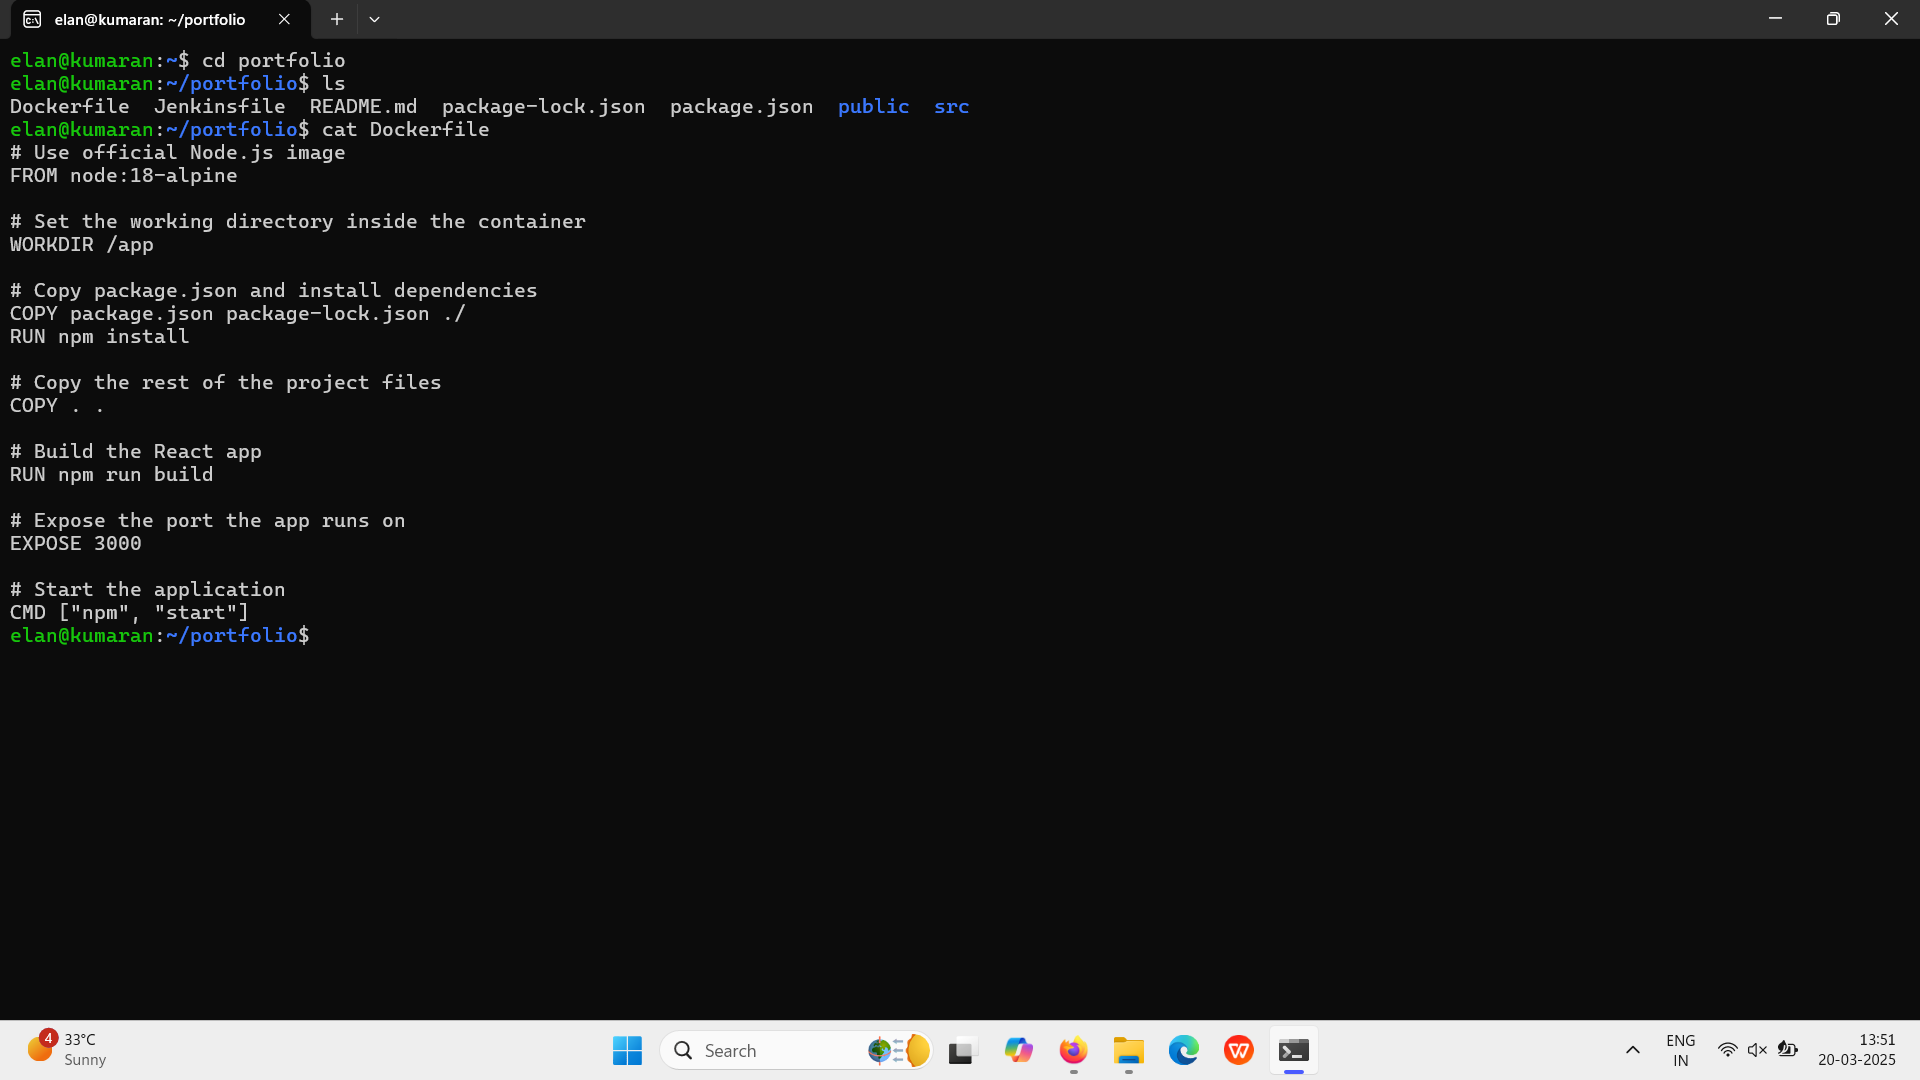 elan@kumaran: ~/portfolio
elan@kumaran:~$ cd portfolio
elan@kumaran:~/portfolio$ ls
Dockerfile  Jenkinsfile  README.md  package-lock.json  package.json  public  src
elan@kumaran:~/portfolio$ cat Dockerfile
# Use official Node.js image
FROM node:18-alpine
# Set the working directory inside the container
WORKDIR /app
# Copy package.json and install dependencies
COPY package.json package-lock.json ./
RUN npm install
# Copy the rest of the project files
COPY . .
# Build the React app
RUN npm run build
# Expose the port the app runs on
EXPOSE 3000
# Start the application
CMD ["npm", "start"]
elan@kumaran:~/portfolio$
4
33°C
Sunny
Search
ENG
IN
13:51
20-03-2025